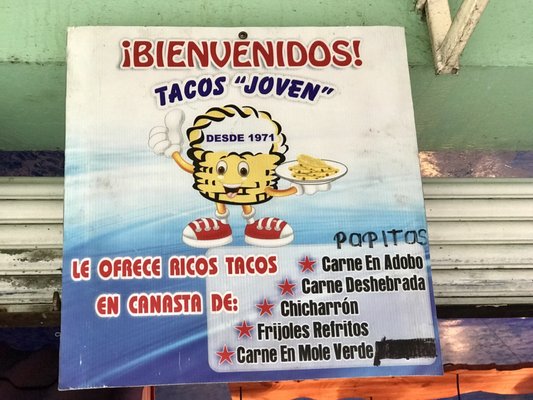 ¡BIENVENIDOS!
TACOS "JOVEN"
DESDE 1971
PAPITAS
LE OFRECE RICOS TACOS
EN CANASTA DE:
★ Carne En Adobo
★ Carne Deshebrada
★ Chicharrón
★ Frijoles Refritos
★ Carne En Mole Verde